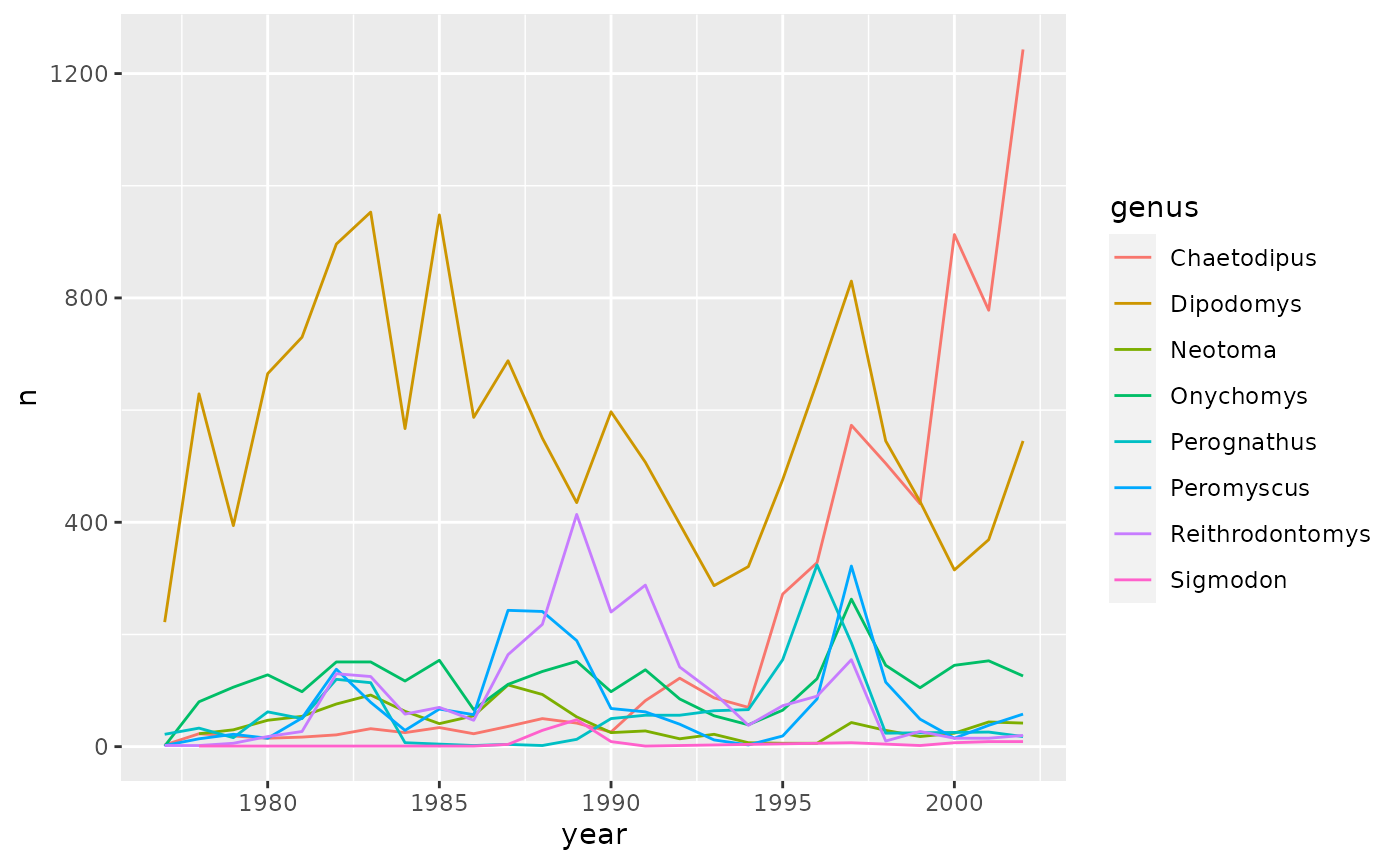 1200
800
400
0
n
1980
1985
1990
1995
2000
year
genus
Chaetodipus
Dipodomys
Neotoma
Onychomys
Perognathus
Peromyscus
Reithrodontomys
Sigmodon